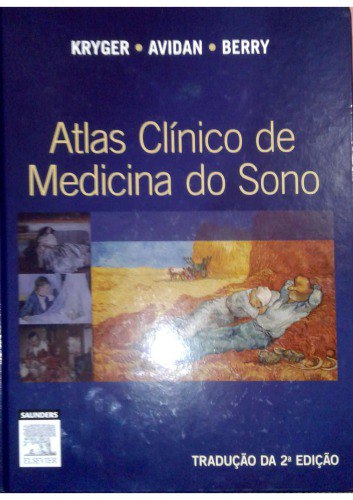 KRYGER • AVIDAN • BERRY
Atlas Clínico de
Medicina do Sono
SAUNDERS
ELSEVIER
TRADUÇÃO DA 2ª EDIÇÃO